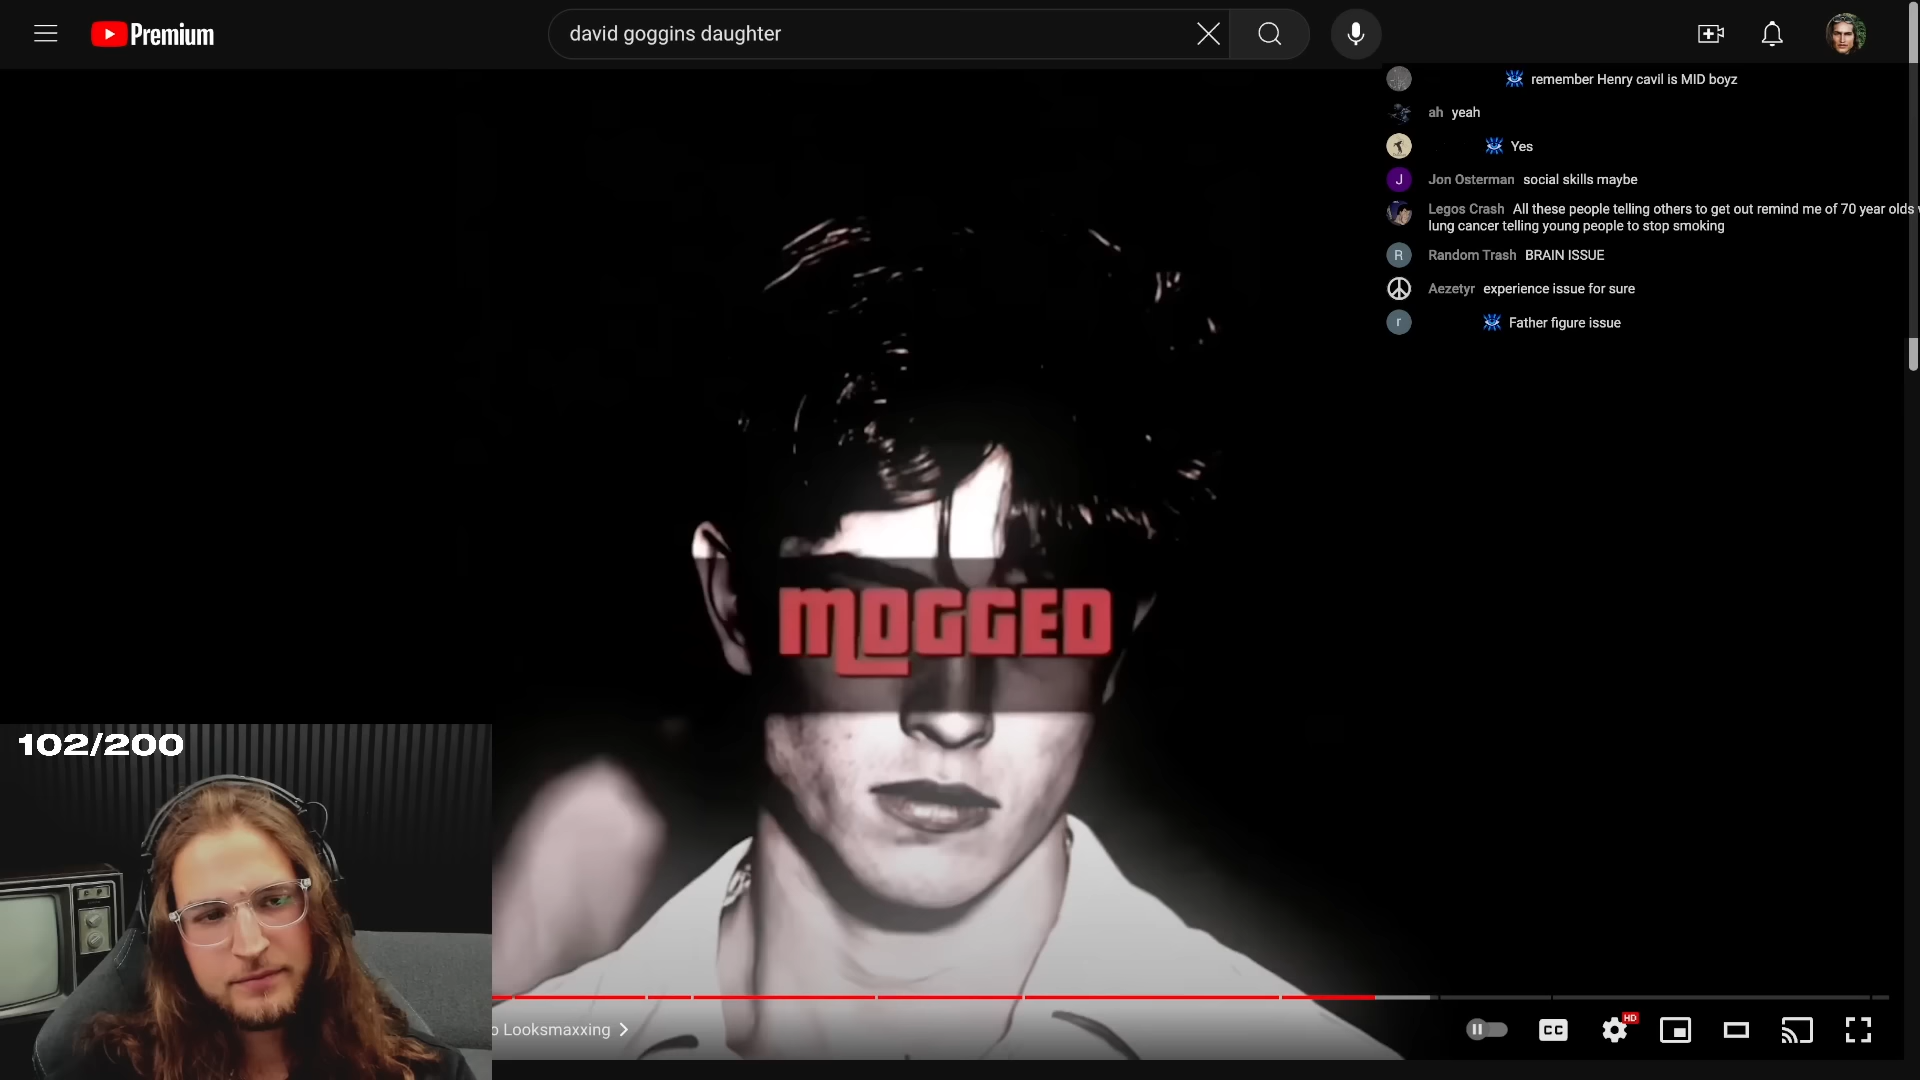 Premium
david goggins daughter
remember Henry cavil is MID boyz
ah yeah
Yes
J Jon Osterman social skills maybe
Legos Crash All these people telling others to get out remind me of 70 year olds
lung cancer telling young people to stop smoking
R Random Trash BRAIN ISSUE
Aezetyr experience issue for sure
r Father figure issue
MOGGED
102/200
o Looksmaxxing
CC
HD